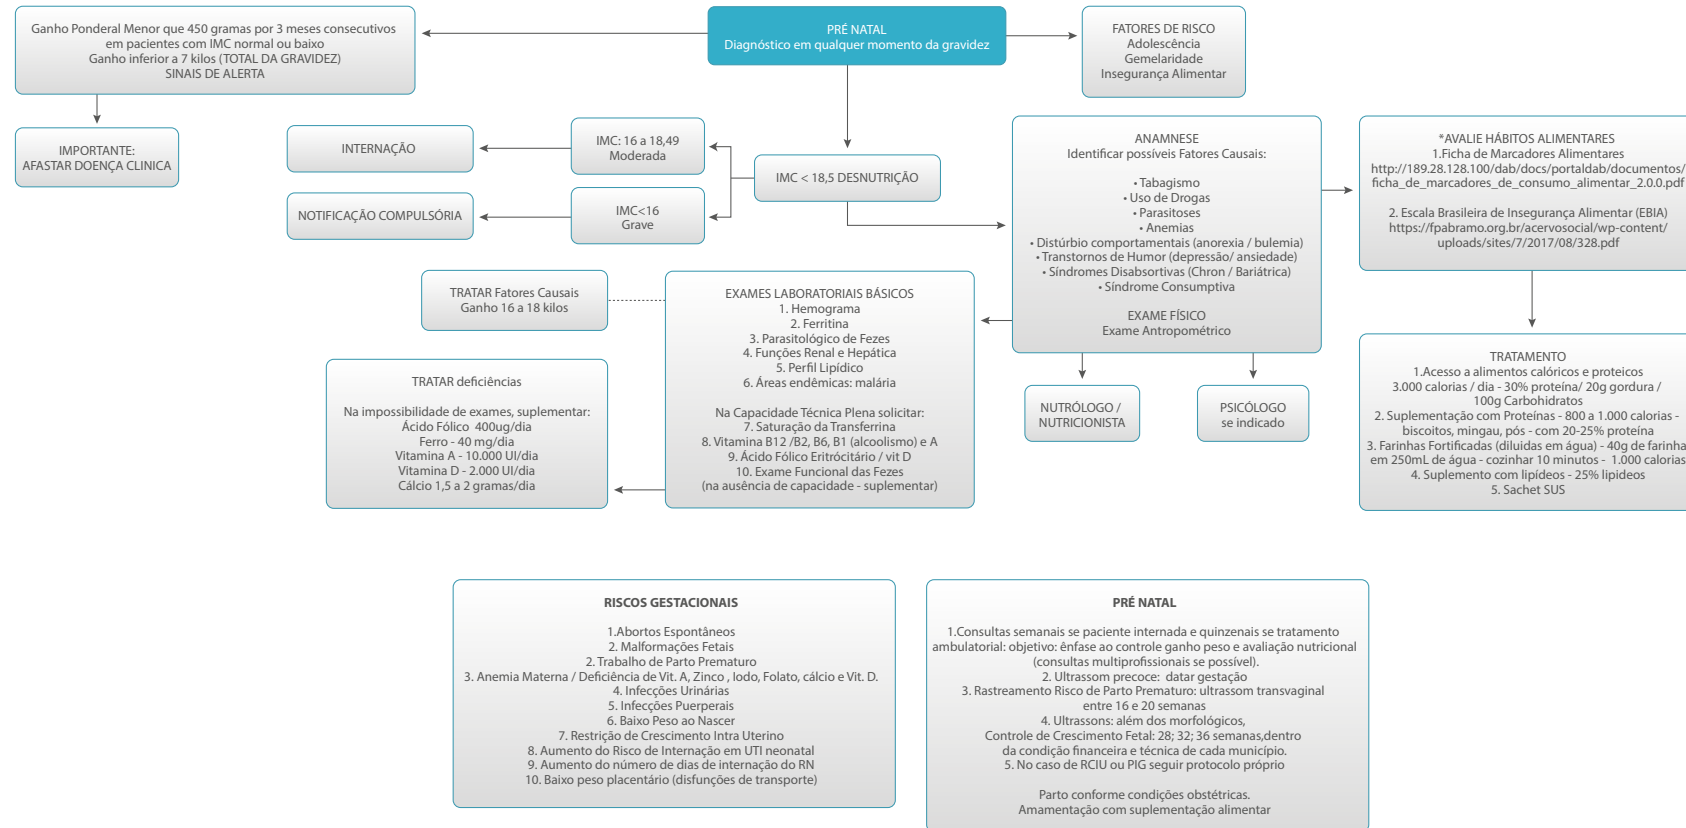 Ganho Ponderal Menor que 450 gramas por 3 meses consecutivos
em pacientes com IMC normal ou baixo
Ganho inferior a 7 kilos (TOTAL DA GRAVIDEZ)
SINAIS DE ALERTA
PRÉ NATAL
Diagnóstico em qualquer momento da gravidez
FATORES DE RISCO
Adolescência
Gemelaridade
Insegurança Alimentar
IMPORTANTE:
AFASTAR DOENÇA CLINICA
INTERNAÇÃO
IMC: 16 a 18,49
Moderada
IMC < 18,5 DESNUTRIÇÃO
NOTIFICAÇÃO COMPULSÓRIA
IMC<16
Grave
ANAMNESE
Identificar possíveis Fatores Causais:
• Tabagismo
• Uso de Drogas
• Parasitoses
• Anemias
• Distúrbio comportamentais (anorexia / bulemia)
• Transtornos de Humor (depressão/ ansiedade)
• Síndromes Disabsortivas (Chron / Bariátrica)
• Síndrome Consumptiva
EXAME FÍSICO
Exame Antropométrico
*AVALIE HÁBITOS ALIMENTARES
1.Ficha de Marcadores Alimentares
http://189.28.128.100/dab/docs/portaldab/documentos/
ficha_de_marcadores_de_consumo_alimentar_2.0.0.pdf
2. Escala Brasileira de Insegurança Alimentar (EBIA)
https://fpabramo.org.br/acervosocial/wp-content/
uploads/sites/7/2017/08/328.pdf
TRATAR Fatores Causais
Ganho 16 a 18 kilos
EXAMES LABORATORIAIS BÁSICOS
1. Hemograma
2. Ferritina
3. Parasitológico de Fezes
4. Funções Renal e Hepática
5. Perfil Lipídico
6. Áreas endêmicas: malária
Na Capacidade Técnica Plena solicitar:
7. Saturação da Transferrina
8. Vitamina B12 /B2, B6, B1 (alcoolismo) e A
9. Ácido Fólico Eritrócitário / vit D
10. Exame Funcional das Fezes
(na ausência de capacidade - suplementar)
TRATAR deficiências
Na impossibilidade de exames, suplementar:
Ácido Fólico 400ug/dia
Ferro - 40 mg/dia
Vitamina A - 10.000 UI/dia
Vitamina D - 2.000 UI/dia
Cálcio 1,5 a 2 gramas/dia
NUTRÓLOGO /
NUTRICIONISTA
PSICÓLOGO
se indicado
TRATAMENTO
1.Acesso a alimentos calóricos e proteicos
3.000 calorias / dia - 30% proteína/ 20g gordura /
100g Carbohidratos
2. Suplementação com Proteínas - 800 a 1.000 calorias -
biscoitos, mingau, pós - com 20-25% proteína
3. Farinhas Fortificadas (diluidas em água) - 40g de farinha
em 250mL de água - cozinhar 10 minutos - 1.000 calorias
4. Suplemento com lipídeos - 25% lipideos
5. Sachet SUS
RISCOS GESTACIONAIS
1.Abortos Espontâneos
2. Malformações Fetais
2. Trabalho de Parto Prematuro
3. Anemia Materna / Deficiência de Vit. A, Zinco , Iodo, Folato, cálcio e Vit. D.
4. Infecções Urinárias
5. Infecções Puerperais
6. Baixo Peso ao Nascer
7. Restrição de Crescimento Intra Uterino
8. Aumento do Risco de Internação em UTI neonatal
9. Aumento do número de dias de internação do RN
10. Baixo peso placentário (disfunções de transporte)
PRÉ NATAL
1.Consultas semanais se paciente internada e quinzenais se tratamento
ambulatorial: objetivo: ênfase ao controle ganho peso e avaliação nutricional
(consultas multiprofissionais se possível).
2. Ultrassom precoce: datar gestação
3. Rastreamento Risco de Parto Prematuro: ultrassom transvaginal
entre 16 e 20 semanas
4. Ultrassons: além dos morfológicos,
Controle de Crescimento Fetal: 28; 32; 36 semanas,dentro
da condição financeira e técnica de cada município.
5. No caso de RCIU ou PIG seguir protocolo próprio
Parto conforme condições obstétricas.
Amamentação com suplementação alimentar